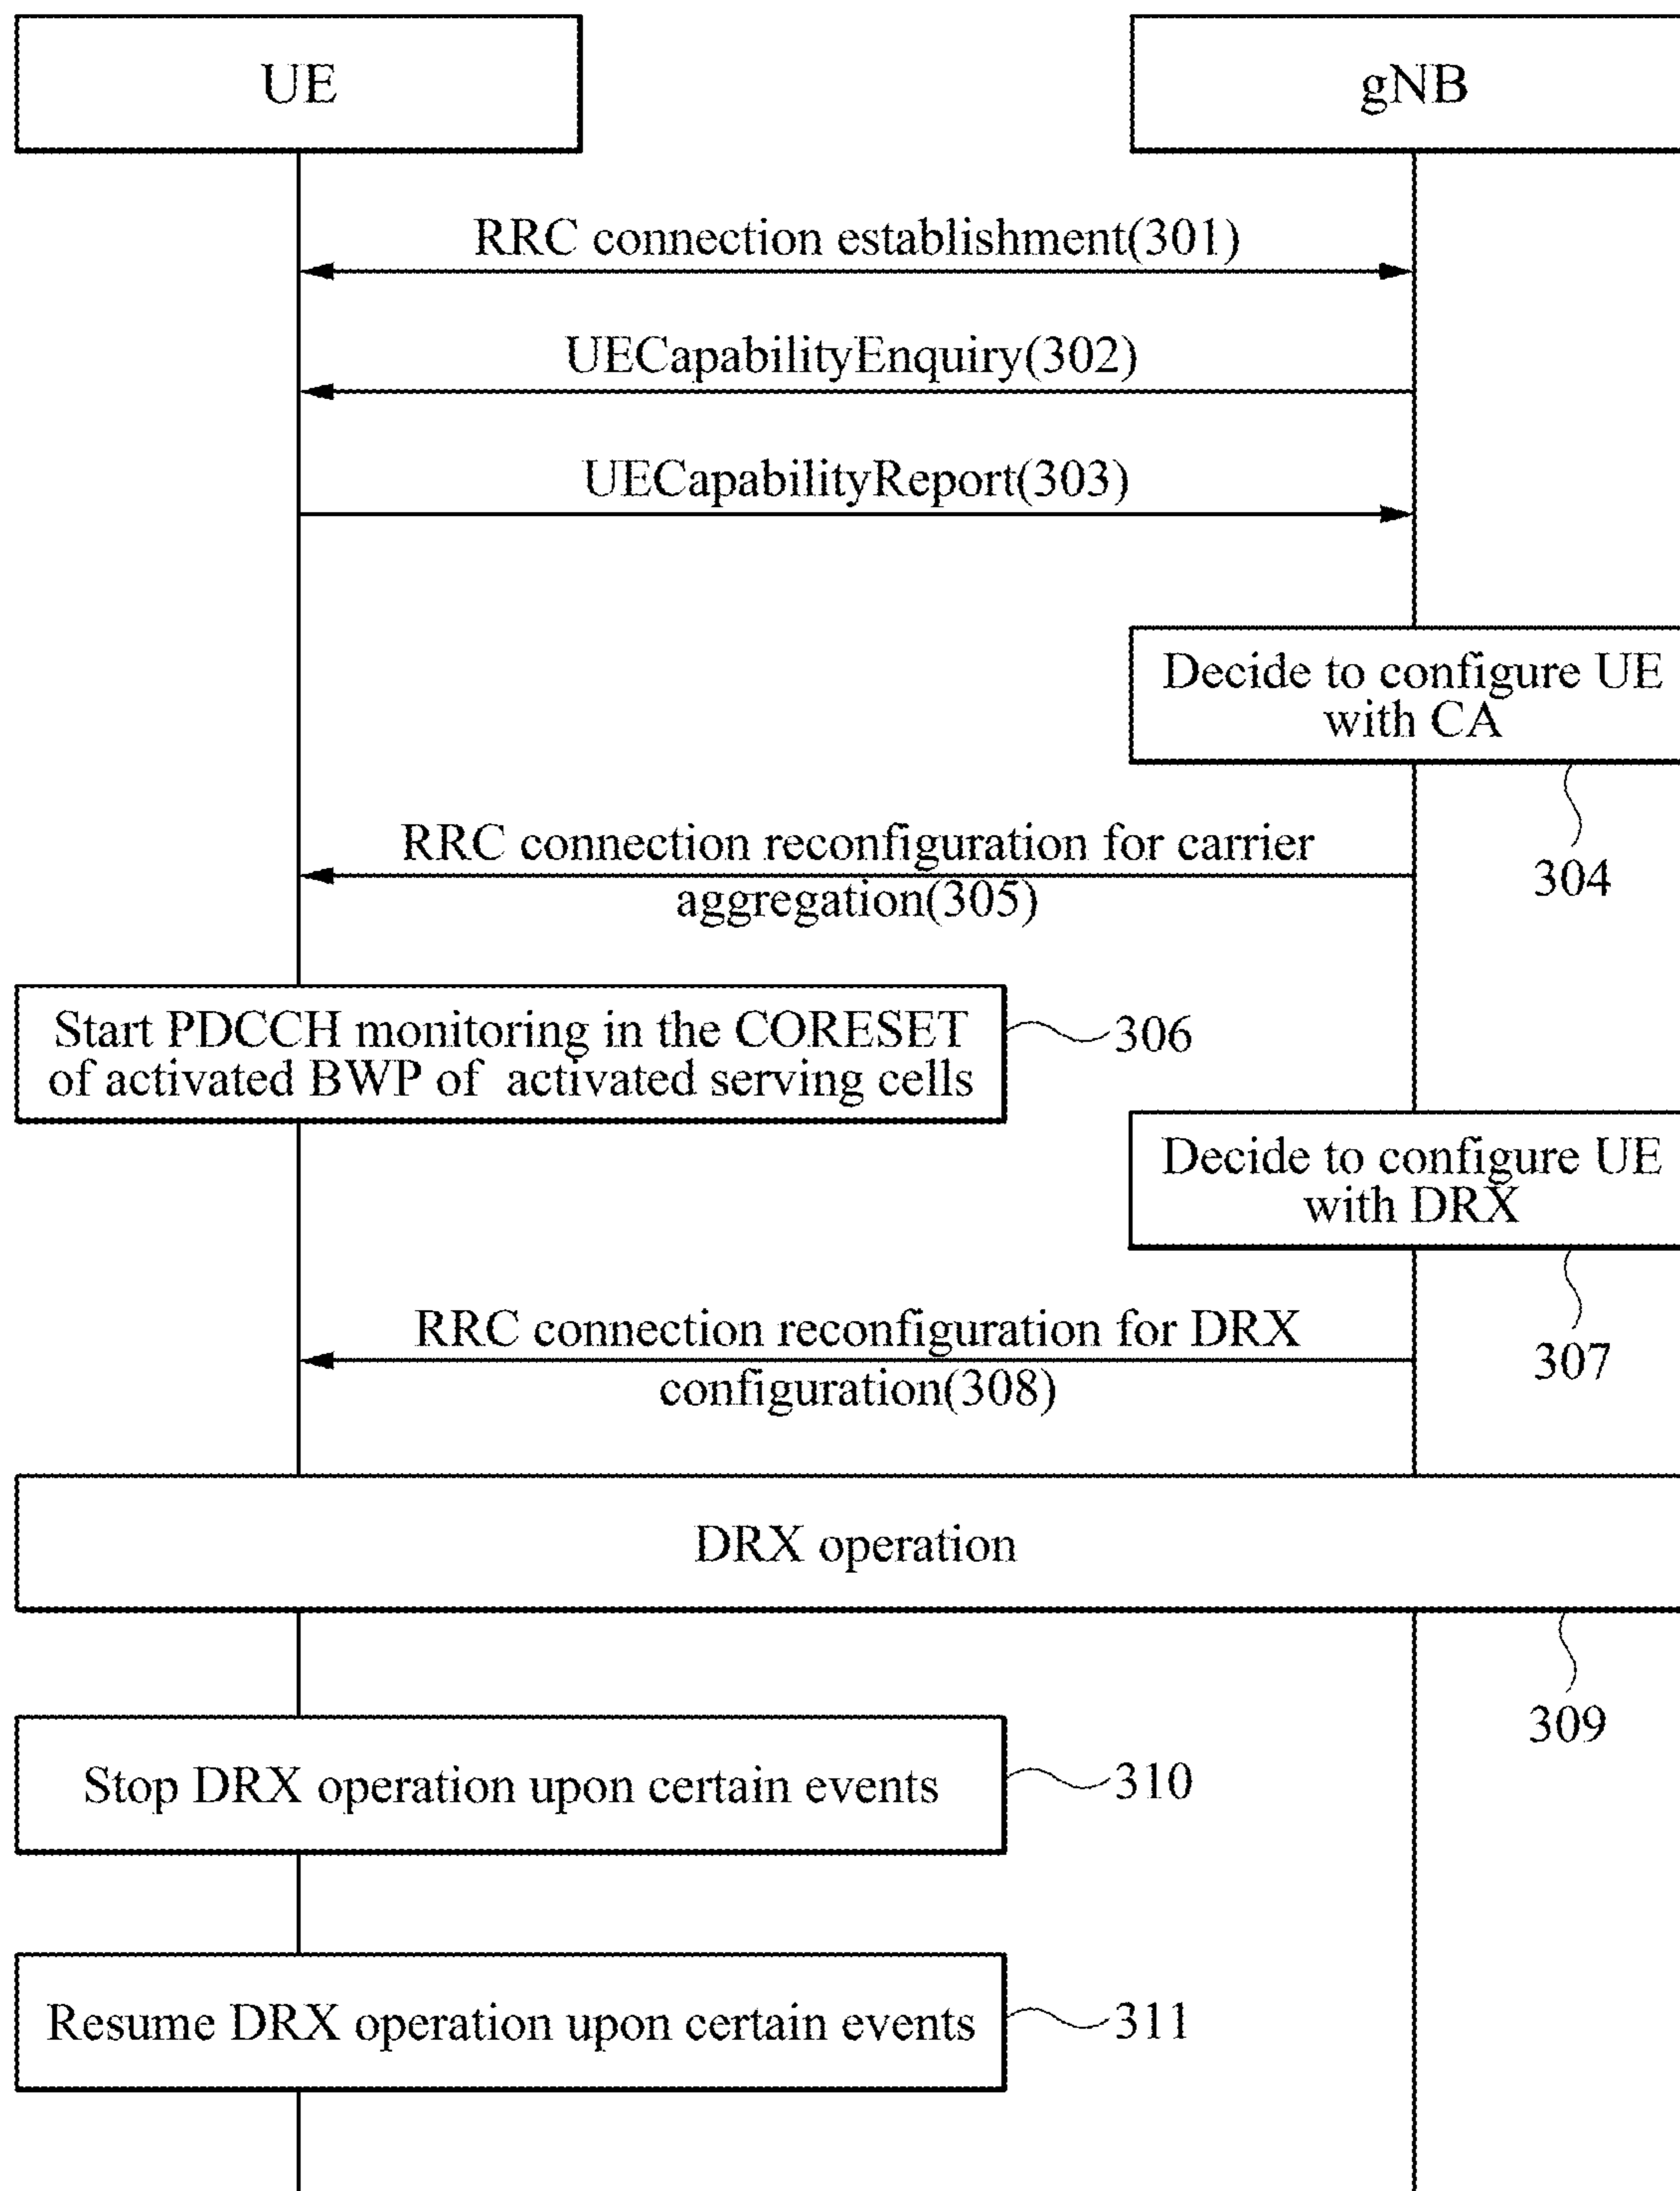 UE
gNB
RRC connection establishment(301)
UECapabilityEnquiry(302)
UECapabilityReport(303)
Decide to configure UE
with CA
304
RRC connection reconfiguration for carrier
aggregation(305)
Start PDCCH monitoring in the CORESET
of activated BWP of activated serving cells
306
Decide to configure UE
with DRX
307
RRC connection reconfiguration for DRX
configuration(308)
DRX operation
309
Stop DRX operation upon certain events
310
Resume DRX operation upon certain events
311